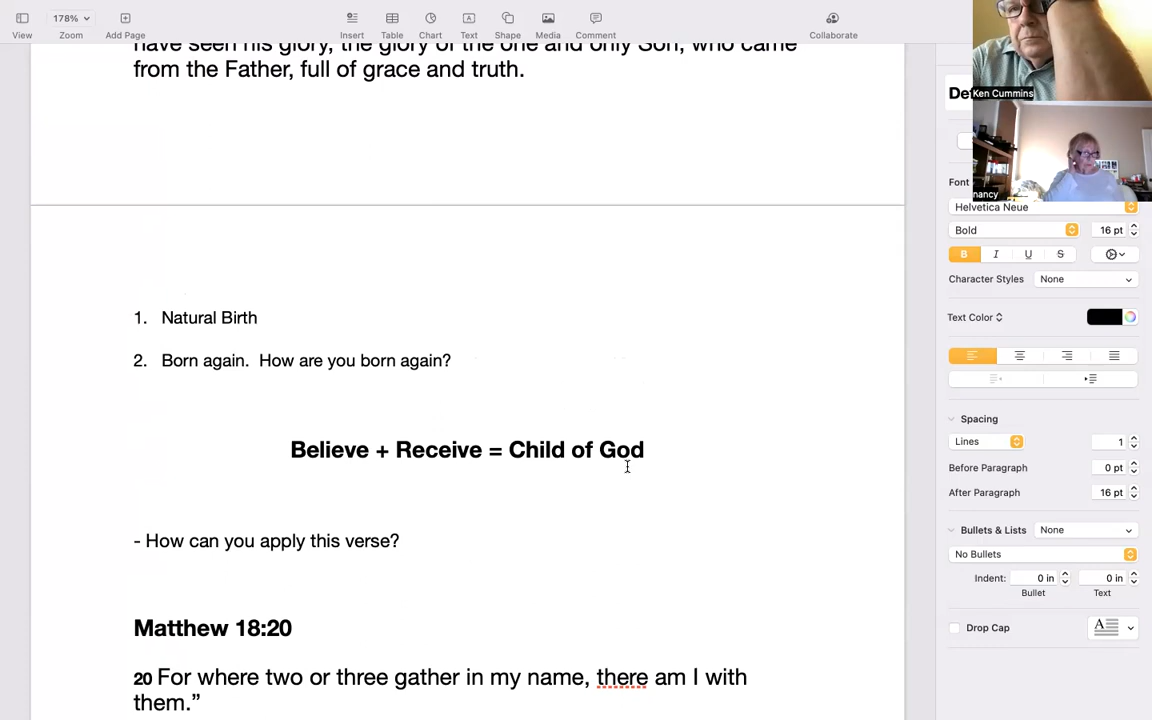 178%
View
Zoom
Add Page
Insert
Table
Chart
Text
Shape
Media
Comment
Collaborate
have seen his glory, the glory of the one and only Son, who came
from the Father, full of grace and truth.
1. Natural Birth
2. Born again. How are you born again?
Believe + Receive = Child of God
- How can you apply this verse?
Matthew 18:20
20 For where two or three gather in my name, there am I with
them.”
Ken Cummins
nancy
Font
Helvetica Neue
Bold
16 pt
B I U S
Character Styles
None
Text Color
Spacing
Lines
1
Before Paragraph
0 pt
After Paragraph
16 pt
Bullets & Lists
None
No Bullets
Indent:
0 in
0 in
Bullet
Text
Drop Cap
A